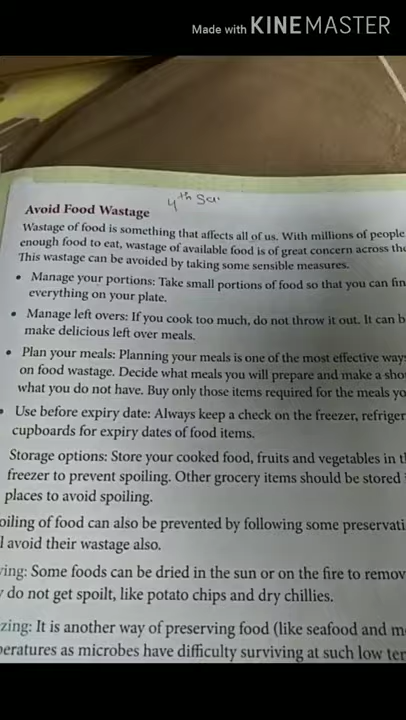 Made with KINEMASTER
4th
Avoid Food Wastage
Wastage of food is something that affects all of us. With millions of people
enough food to eat, wastage of available food is of great concern across the
This wastage can be avoided by taking some sensible measures.
• Manage your portions: Take small portions of food so that you can fin
everything on your plate.
• Manage left overs: If you cook too much, do not throw it out. It can b
make delicious left over meals.
• Plan your meals: Planning your meals is one of the most effective ways
on food wastage. Decide what meals you will prepare and make a sho
what you do not have. Buy only those items required for the meals yo
• Use before expiry date: Always keep a check on the freezer, refriger
cupboards for expiry dates of food items.
Storage options: Store your cooked food, fruits and vegetables in t
freezer to prevent spoiling. Other grocery items should be stored
places to avoid spoiling.
oiling of food can also be prevented by following some preservati
avoid their wastage also.
ing: Some foods can be dried in the sun or on the fire to remov
do not get spoilt, like potato chips and dry chillies.
zing: It is another way of preserving food (like seafood and m
peratures as microbes have difficulty surviving at such low ter